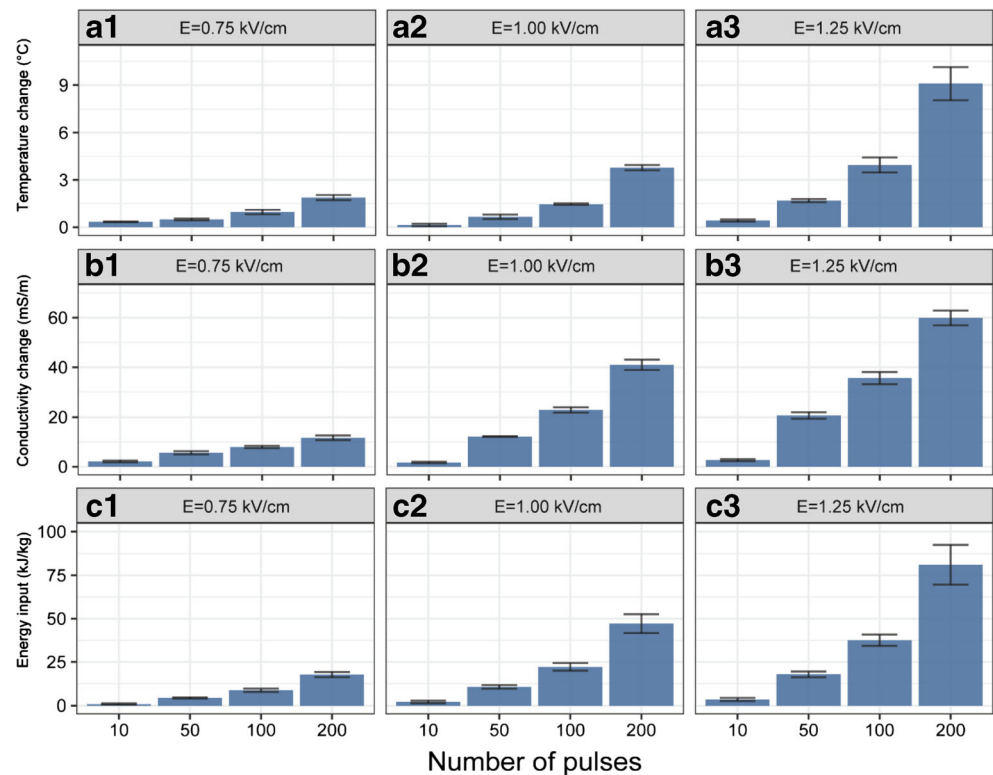 a1 E=0.75 kV/cm a2 E=1.00 kV/cm a3 E=1.25 kV/cm
Temperature change (°C)
9
6
3
0
b1 E=0.75 kV/cm b2 E=1.00 kV/cm b3 E=1.25 kV/cm
Conductivity change (mS/m)
60
40
20
0
c1 E=0.75 kV/cm c2 E=1.00 kV/cm c3 E=1.25 kV/cm
Energy input (kJ/kg)
100
75
50
25
0
10 50 100 200 10 50 100 200 10 50 100 200
Number of pulses